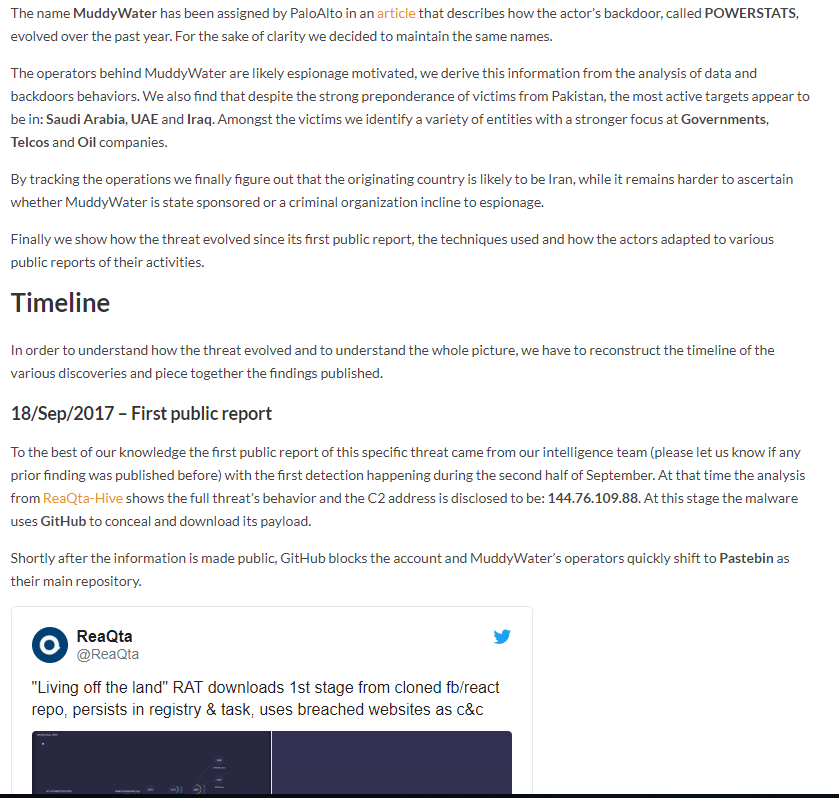 The name MuddyWater has been assigned by PaloAlto in an article that describes how the actor's backdoor, called POWERSTATS,
evolved over the past year. For the sake of clarity we decided to maintain the same names.
The operators behind MuddyWater are likely espionage motivated, we derive this information from the analysis of data and
backdoors behaviors. We also find that despite the strong preponderance of victims from Pakistan, the most active targets appear to
be in: Saudi Arabia, UAE and Iraq. Amongst the victims we identify a variety of entities with a stronger focus at Governments,
Telcos and Oil companies.
By tracking the operations we finally figure out that the originating country is likely to be Iran, while it remains harder to ascertain
whether MuddyWater is state sponsored or a criminal organization incline to espionage.
Finally we show how the threat evolved since its first public report, the techniques used and how the actors adapted to various
public reports of their activities.
Timeline
In order to understand how the threat evolved and to understand the whole picture, we have to reconstruct the timeline of the
various discoveries and piece together the findings published.
18/Sep/2017 – First public report
To the best of our knowledge the first public report of this specific threat came from our intelligence team (please let us know if any
prior finding was published before) with the first detection happening during the second half of September. At that time the analysis
from ReaQta-Hive shows the full threat's behavior and the C2 address is disclosed to be: 144.76.109.88. At this stage the malware
uses GitHub to conceal and download its payload.
Shortly after the information is made public, GitHub blocks the account and MuddyWater's operators quickly shift to Pastebin as
their main repository.
ReaQta
@ReaQta
"Living off the land" RAT downloads 1st stage from cloned fb/react
repo, persists in registry & task, uses breached websites as c&c